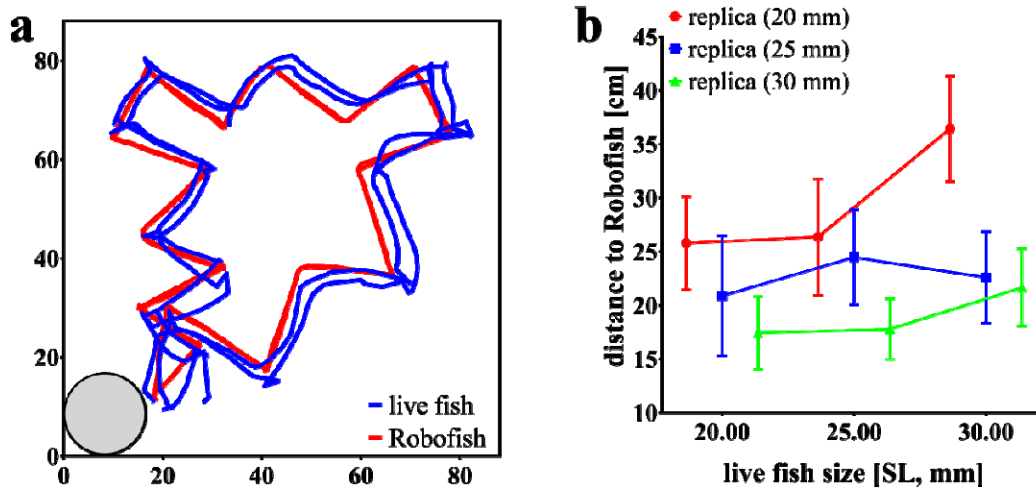 a
80
60
40
20
0
0 20 40 60 80
live fish
Robofish
b
replica (20 mm)
replica (25 mm)
replica (30 mm)
distance to Robofish [cm]
45
40
35
30
25
20
15
10
20.00 25.00 30.00
live fish size [SL, mm]